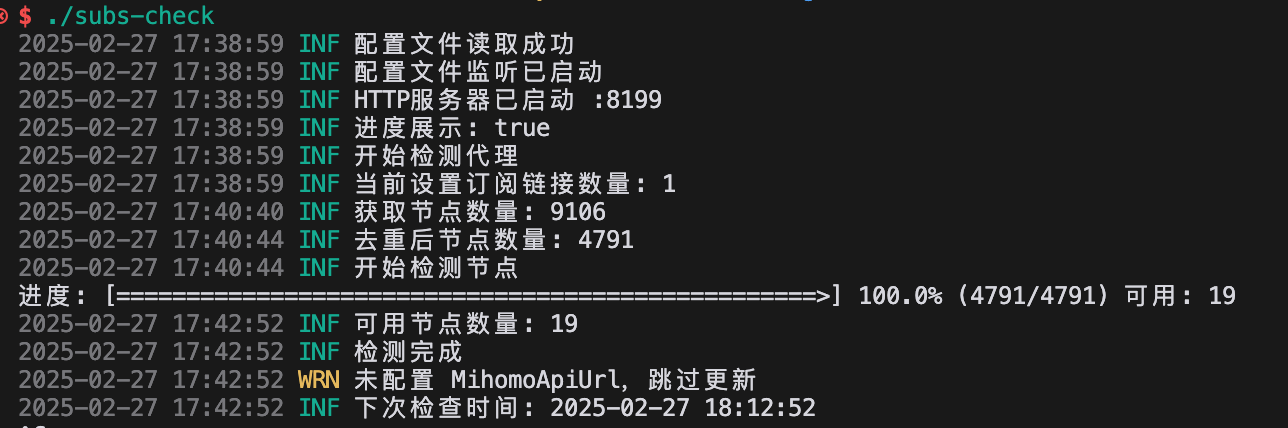 $ ./subs-check
2025-02-27 17:38:59 INF 配置文件读取成功
2025-02-27 17:38:59 INF 配置文件监听已启动
2025-02-27 17:38:59 INF HTTP服务器已启动 :8199
2025-02-27 17:38:59 INF 进度展示: true
2025-02-27 17:38:59 INF 开始检测代理
2025-02-27 17:38:59 INF 当前设置订阅链接数量: 1
2025-02-27 17:40:40 INF 获取节点数量: 9106
2025-02-27 17:40:44 INF 去重后节点数量: 4791
2025-02-27 17:40:44 INF 开始检测节点
进度: [==================================================>] 100.0% (4791/4791) 可用: 19
2025-02-27 17:42:52 INF 可用节点数量: 19
2025-02-27 17:42:52 INF 检测完成
2025-02-27 17:42:52 WRN 未配置 MihomoApiUrl, 跳过更新
2025-02-27 17:42:52 INF 下次检查时间: 2025-02-27 18:12:52